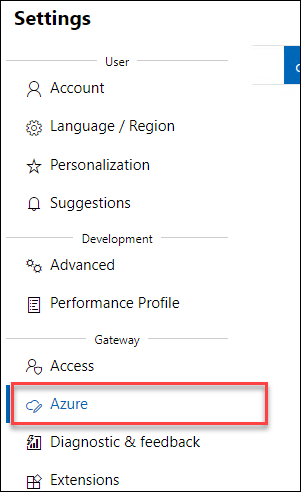 Settings
User
Account
Language / Region
Personalization
Suggestions
Development
Advanced
Performance Profile
Gateway
Access
Azure
Diagnostic & feedback
Extensions